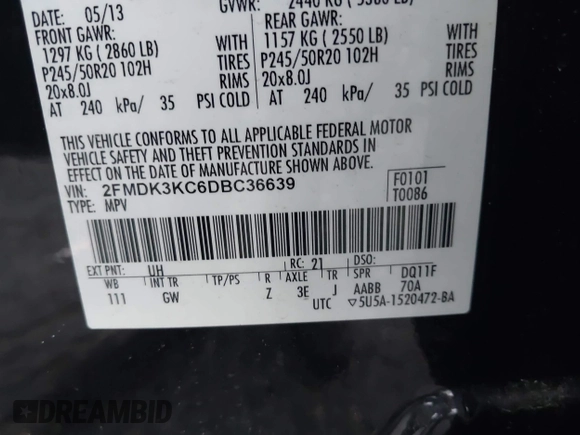 DATE: 05/13 GVWR: 2440 KG ( 5380 LB)
FRONT GAWR: REAR GAWR:
1297 KG ( 2860 LB) WITH 1157 KG ( 2550 LB) WITH
P245/50R20 102H TIRES P245/50R20 102H TIRES
20x8.0J RIMS 20x8.0J RIMS
AT 240 kPa/ 35 PSI COLD AT 240 kPa/ 35 PSI COLD
THIS VEHICLE CONFORMS TO ALL APPLICABLE FEDERAL MOTOR
VEHICLE SAFETY AND THEFT PREVENTION STANDARDS IN
EFFECT ON THE DATE OF MANUFACTURE SHOWN ABOVE.
VIN: 2FMDK3KC6DBC36639 F0101
TYPE: MPV T0086
EXT PNT: UH RC: 21 DSO:
WB INT TR TP/PS R AXLE TR SPR DQ11F
111 GW Z 3E J AABB 70A
UTC ▽5U5A-1520472-BA
DREAMBID